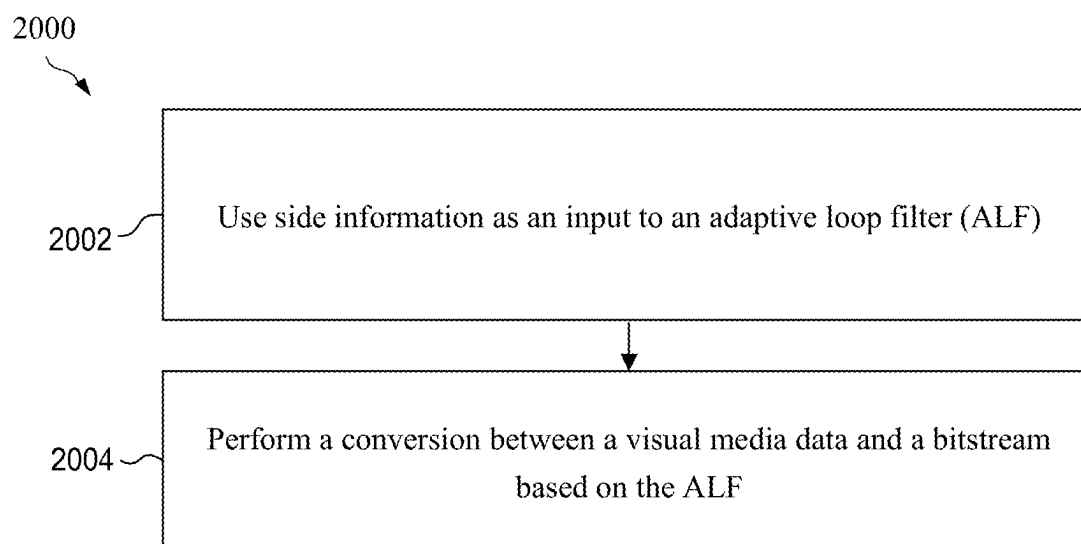 2000
2002
Use side information as an input to an adaptive loop filter (ALF)
2004
Perform a conversion between a visual media data and a bitstream
based on the ALF